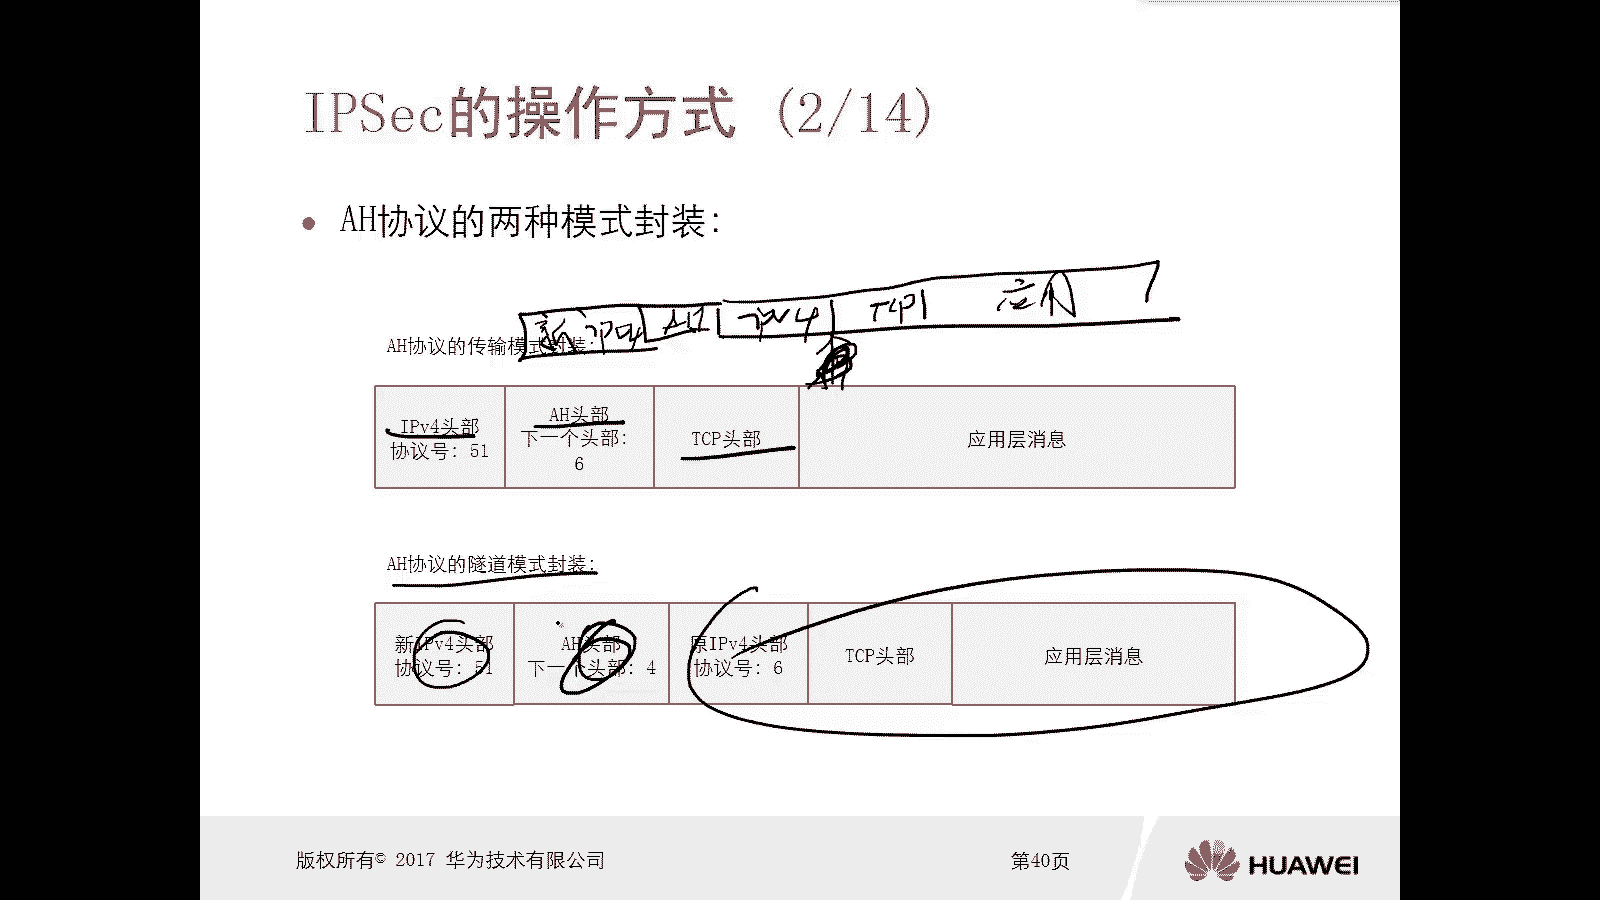 IPSec的操作方式 (2/14)
• AH协议的两种模式封装:
新 IPv4 AH IPv4 TCP 应用
AH协议的传输模式封装:
IPv4头部
协议号: 51
AH头部
下一个头部:
6
TCP头部
应用层消息
AH协议的隧道模式封装:
新IPv4头部
协议号: 51
AH头部
下一个头部: 4
原IPv4头部
协议号: 6
TCP头部
应用层消息
版权所有© 2017 华为技术有限公司
第40页
HUAWEI